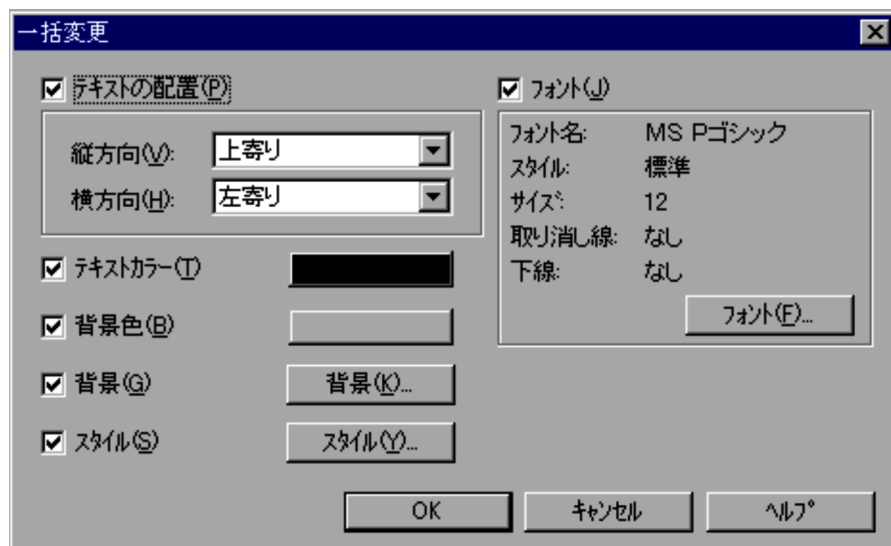 一括変更
テキストの配置(P)
縦方向(V): 上寄り
横方向(H): 左寄り
テキストカラー(T)
背景色(B)
背景(G) 背景(K)...
スタイル(S) スタイル(Y)...
フォント(J)
フォント名: MS Pゴシック
スタイル: 標準
サイズ: 12
取り消し線: なし
下線: なし
フォント(F)...
OK キャンセル ヘルプ